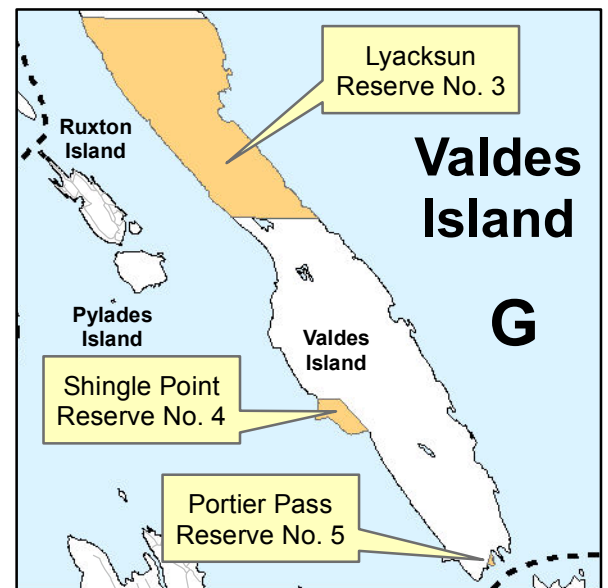 Lyacksun
Reserve No. 3
Ruxton
Island
Valdes
Island
G
Pylades
Island
Valdes
Island
Shingle Point
Reserve No. 4
Portier Pass
Reserve No. 5